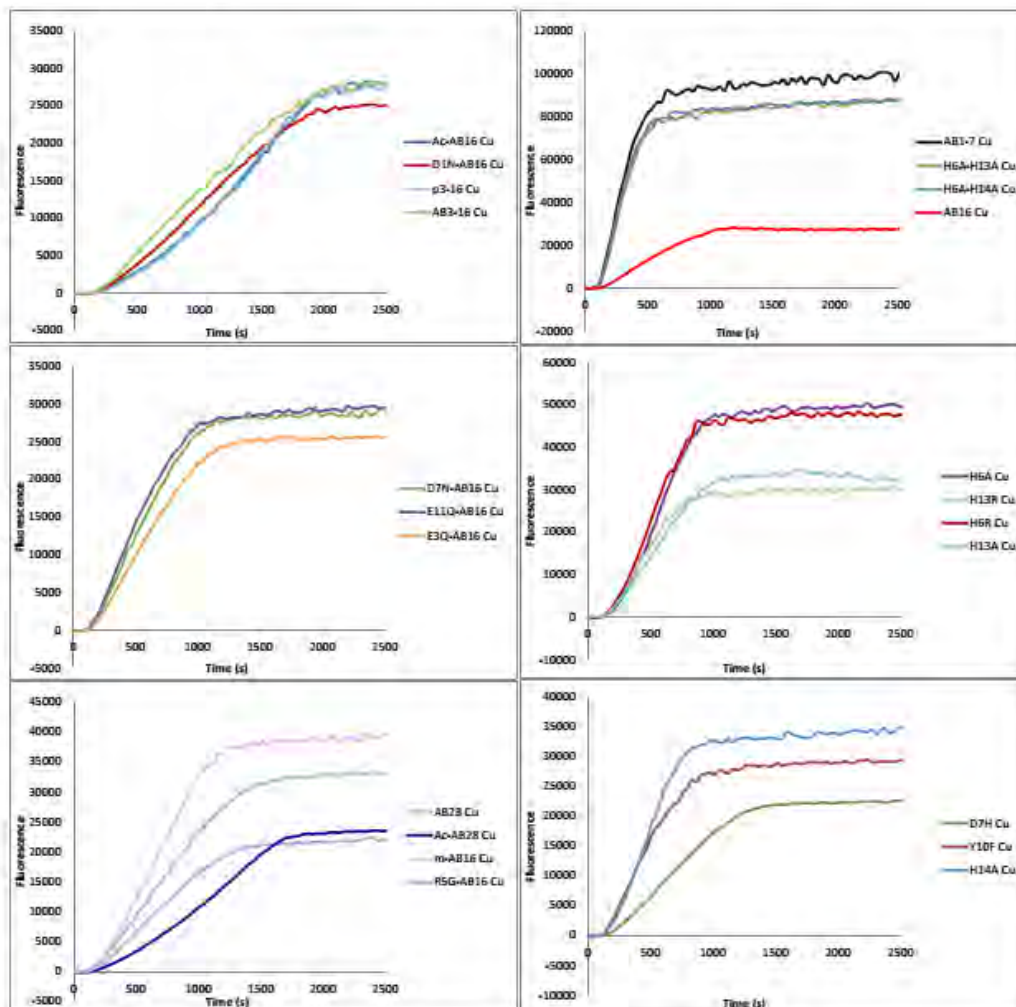 35000
30000
25000
20000
15000
10000
5000
0
-5000
Fluorescence
0 500 1000 1500 2000 2500
Time (s)
Ac-AB16 Cu
D1N-AB16 Cu
p3-16 Cu
AB3-16 Cu
120000
100000
80000
60000
40000
20000
0
-20000
Fluorescence
0 500 1000 1500 2000 2500
Time (s)
AB1-7 Cu
H6A-H13A Cu
H6A-H14A Cu
AB16 Cu
35000
30000
25000
20000
15000
10000
5000
0
-5000
Fluorescence
0 500 1000 1500 2000 2500
Time (s)
D7N-AB16 Cu
E11Q-AB16 Cu
E3Q-AB16 Cu
60000
50000
40000
30000
20000
10000
0
-10000
Fluorescence
0 500 1000 1500 2000 2500
Time (s)
H6A Cu
H13R Cu
H6R Cu
H13A Cu
45000
40000
35000
30000
25000
20000
15000
10000
5000
0
-5000
Fluorescence
0 500 1000 1500 2000 2500
Time (s)
AB28 Cu
Ac-AB28 Cu
m-AB16 Cu
R5G-AB16 Cu
40000
35000
30000
25000
20000
15000
10000
5000
0
-5000
-10000
Fluorescence
0 500 1000 1500 2000 2500
Time (s)
D7H Cu
Y10F Cu
H14A Cu